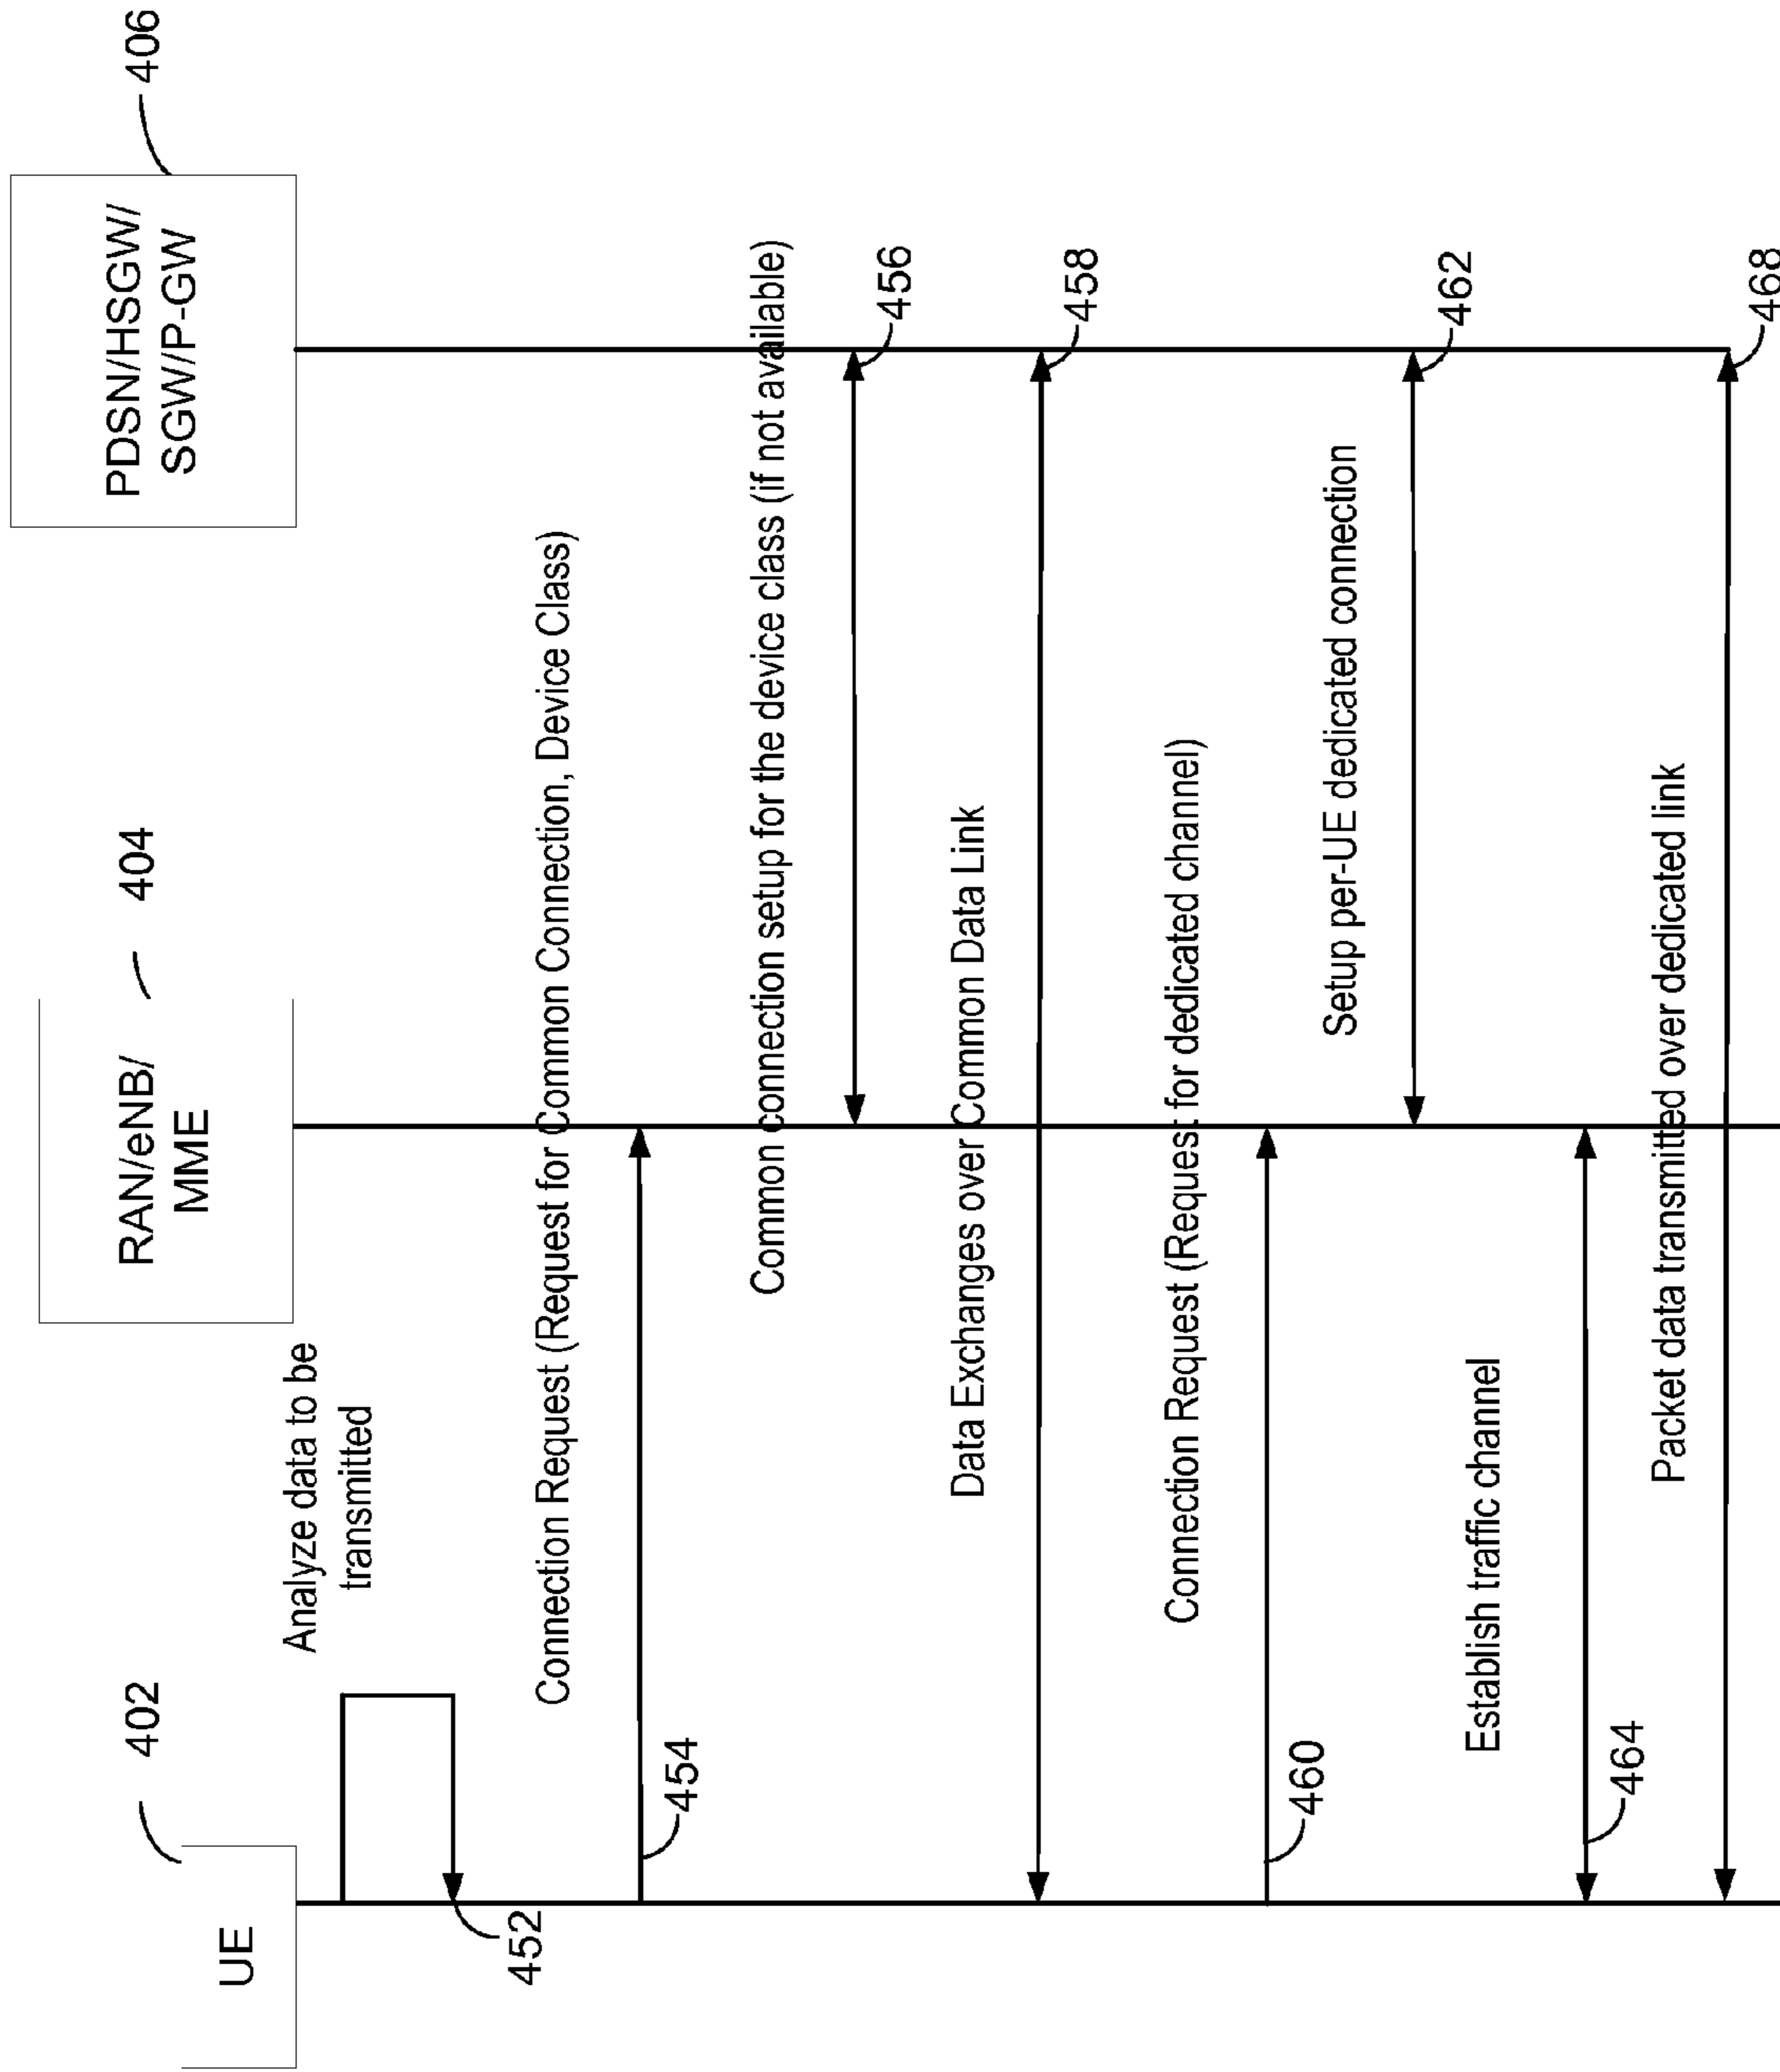 UE
402
RAN/eNB/
MME
404
PDSN/HSGW/
SGW/P-GW
406
Analyze data to be
transmitted
452
Connection Request (Request for Common Connection, Device Class)
454
Common connection setup for the device class (if not available)
456
Data Exchanges over Common Data Link
458
Connection Request (Request for dedicated channel)
460
Setup per-UE dedicated connection
462
Establish traffic channel
464
Packet data transmitted over dedicated link
468